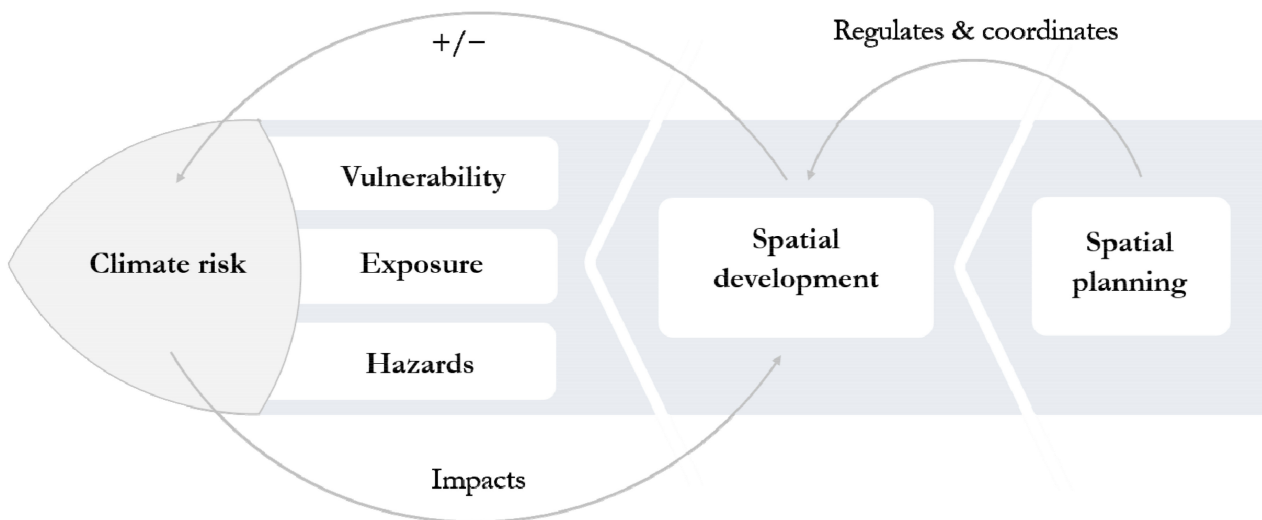 +/−
Regulates & coordinates
Vulnerability
Climate risk
Exposure
Hazards
Spatial
development
Spatial
planning
Impacts